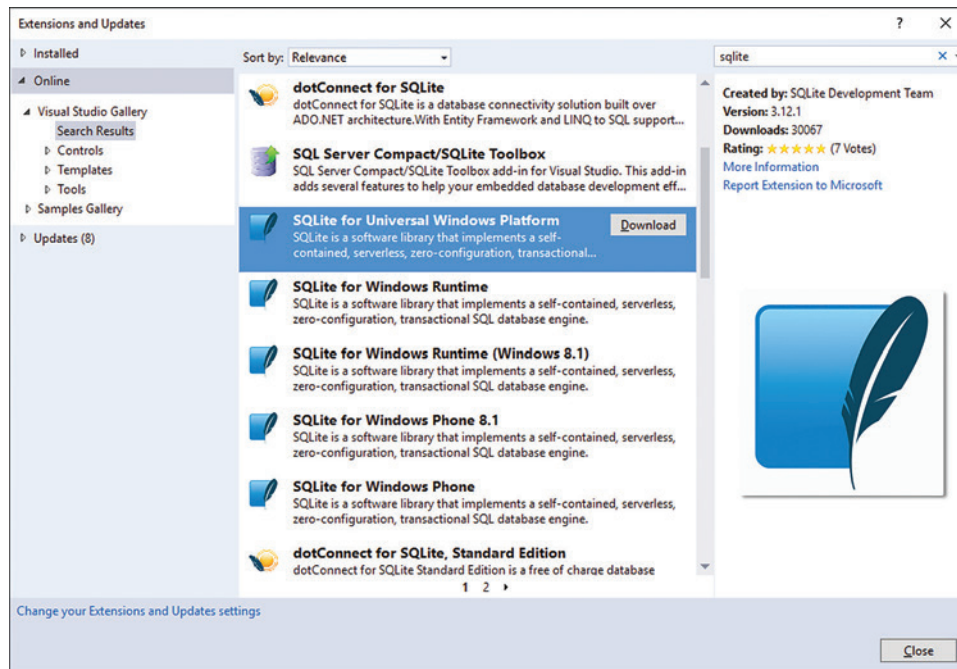 Extensions and Updates
?
Installed
Online
Visual Studio Gallery
Search Results
Controls
Templates
Tools
Samples Gallery
Updates (8)
Change your Extensions and Updates settings
Sort by: Relevance
dotConnect for SQLite
dotConnect for SQLite is a database connectivity solution built over
ADO.NET architecture.With Entity Framework and LINQ to SQL support...
SQL Server Compact/SQLite Toolbox
SQL Server Compact/SQLite Toolbox add-in for Visual Studio. This add-in
adds several features to help your embedded database development eff...
SQLite for Universal Windows Platform
SQLite is a software library that implements a self-
contained, serverless, zero-configuration, transactional...
Download
SQLite for Windows Runtime
SQLite is a software library that implements a self-contained, serverless,
zero-configuration, transactional SQL database engine.
SQLite for Windows Runtime (Windows 8.1)
SQLite is a software library that implements a self-contained, serverless,
zero-configuration, transactional SQL database engine.
SQLite for Windows Phone 8.1
SQLite is a software library that implements a self-contained, serverless,
zero-configuration, transactional SQL database engine.
SQLite for Windows Phone
SQLite is a software library that implements a self-contained, serverless,
zero-configuration, transactional SQL database engine.
dotConnect for SQLite, Standard Edition
dotConnect for SQLite Standard Edition is a free of charge database
1 2
sqlite
Created by: SQLite Development Team
Version: 3.12.1
Downloads: 30067
Rating: ★★★★★ (7 Votes)
More Information
Report Extension to Microsoft
Close